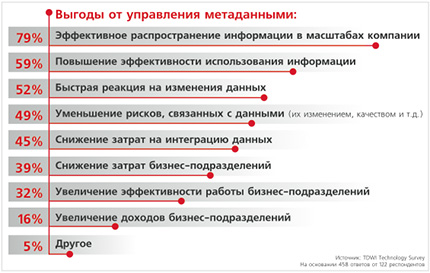 Выгоды от управления метаданными:
79% Эффективное распространение информации в масштабах компании
59% Повышение эффективности использования информации
52% Быстрая реакция на изменения данных
49% Уменьшение рисков, связанных с данными (их изменением, качеством и т.д.)
45% Снижение затрат на интеграцию данных
39% Снижение затрат бизнес-подразделений
32% Увеличение эффективности работы бизнес-подразделений
16% Увеличение доходов бизнес-подразделений
5% Другое
Источник: TDWI Technology Survey
На основании 458 ответов от 122 респондентов